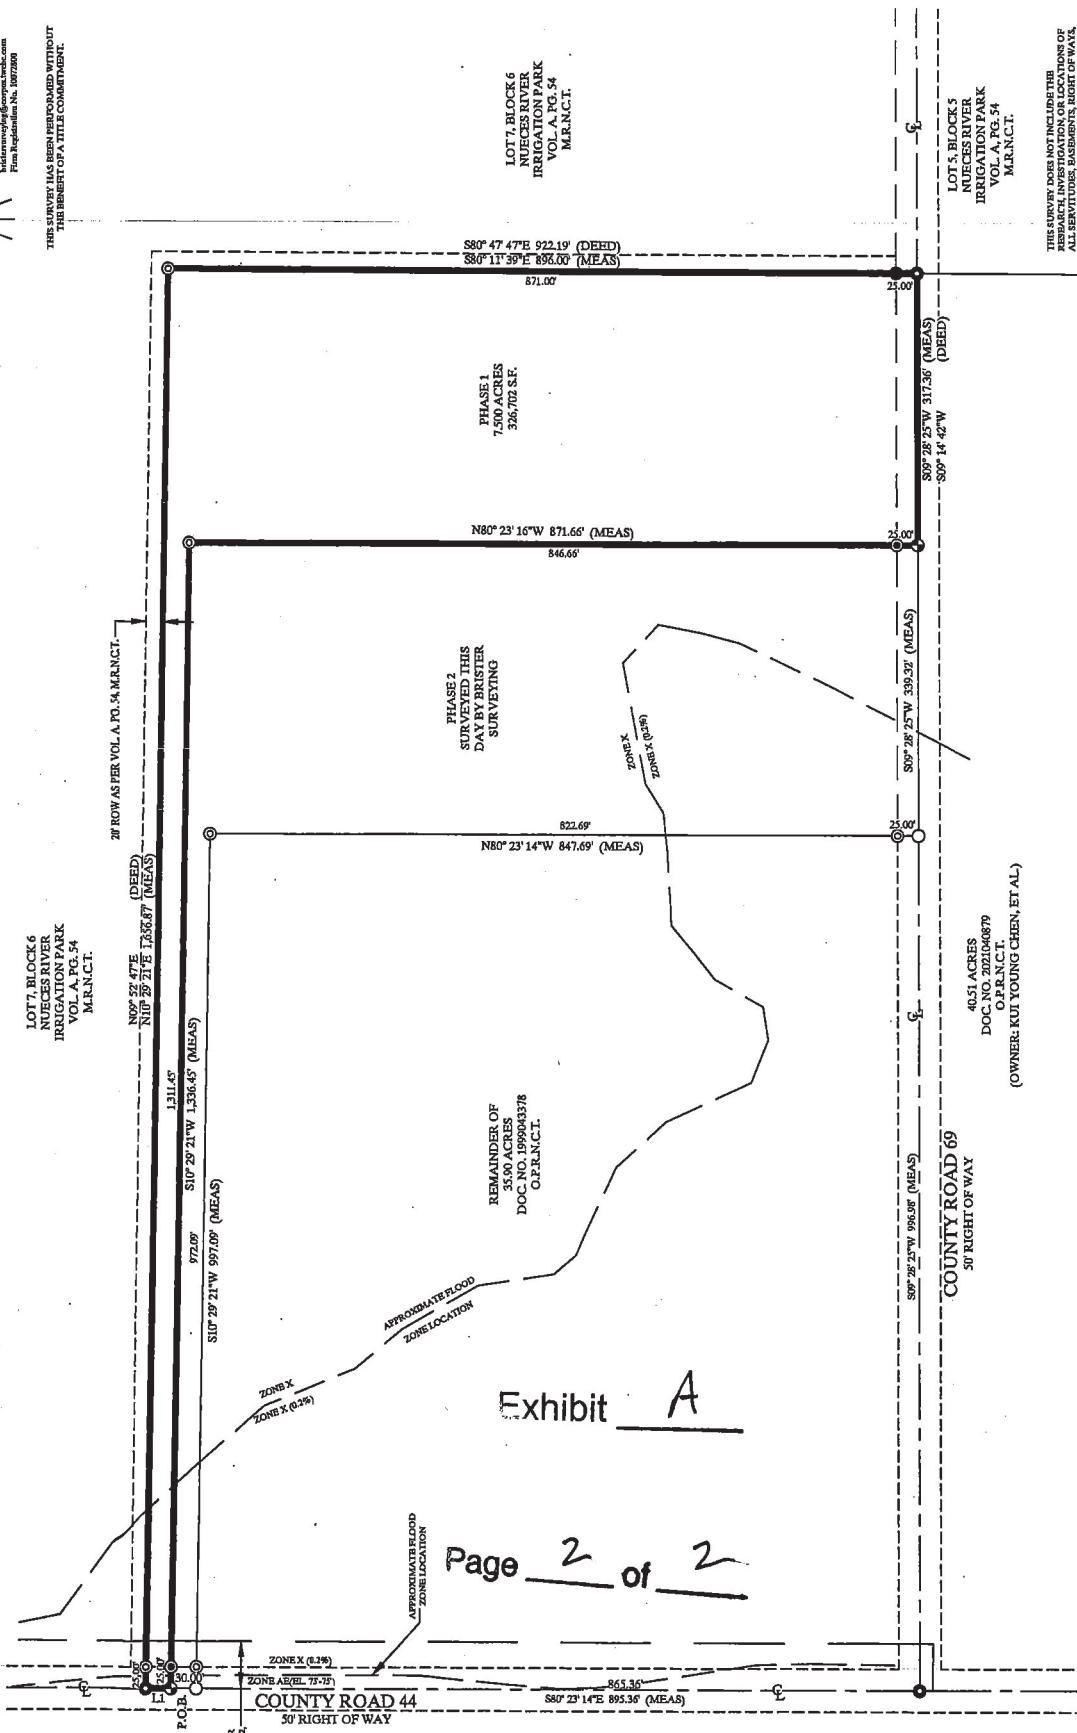 bristersurveying@corpus.twcbc.com
Firm Registration No. 10072800
THIS SURVEY HAS BEEN PERFORMED WITHOUT
THE BENEFIT OF A TITLE COMMITMENT.
LOT 7, BLOCK 6
NUECES RIVER
IRRIGATION PARK
VOL. A, PG. 54
M.R.N.C.T.
LOT 5, BLOCK 5
NUECES RIVER
IRRIGATION PARK
VOL. A, PG. 54
M.R.N.C.T.
THIS SURVEY DOES NOT INCLUDE THE
RESEARCH, INVESTIGATION, OR LOCATIONS OF
ALL SERVITUDES, EASEMENTS, RIGHT OF WAYS,
S80° 47' 47"E 922.19' (DEED)
S80° 11' 39"E 896.00' (MEAS)
871.00'
25.00'
PHASE 1
7.500 ACRES
326,702 S.F.
S09° 28' 25"W 317.36' (MEAS)
S09° 14' 42"W (DEED)
N80° 23' 16"W 871.66' (MEAS)
846.66'
25.00'
20' ROW AS PER VOL. A, PG. 54, M.R.N.C.T.
PHASE 2
SURVEYED THIS
DAY BY BRISTER
SURVEYING
ZONE X
ZONE X (0.2%)
S09° 28' 25"W 339.32' (MEAS)
822.69'
25.00'
N80° 23' 14"W 847.69' (MEAS)
LOT 7, BLOCK 6
NUECES RIVER
IRRIGATION PARK
VOL. A, PG. 54
M.R.N.C.T.
N09° 52' 47"E (DEED)
N10° 29' 21"E 1,656.87' (MEAS)
1,311.45'
S10° 29' 21"W 1,336.45' (MEAS)
972.09'
S10° 29' 21"W 997.09' (MEAS)
REMAINDER OF
35.90 ACRES
DOC. NO. 1999043378
O.P.R.N.C.T.
40.51 ACRES
DOC. NO. 2021040879
O.P.R.N.C.T.
(OWNER: KUI YOUNG CHEN, ET AL.)
S09° 28' 25"W 996.98' (MEAS)
COUNTY ROAD 69
50' RIGHT OF WAY
APPROXIMATE FLOOD
ZONE LOCATION
ZONE X
ZONE X (0.2%)
Exhibit A
Page 2 of 2
APPROXIMATE FLOOD
ZONE LOCATION
25.00'
25.00'
L1
P.O.B.
ZONE X (0.2%)
ZONE AE(EL. 73-75)
COUNTY ROAD 44
50' RIGHT OF WAY
865.36'
S80° 23' 14"E 895.36' (MEAS)